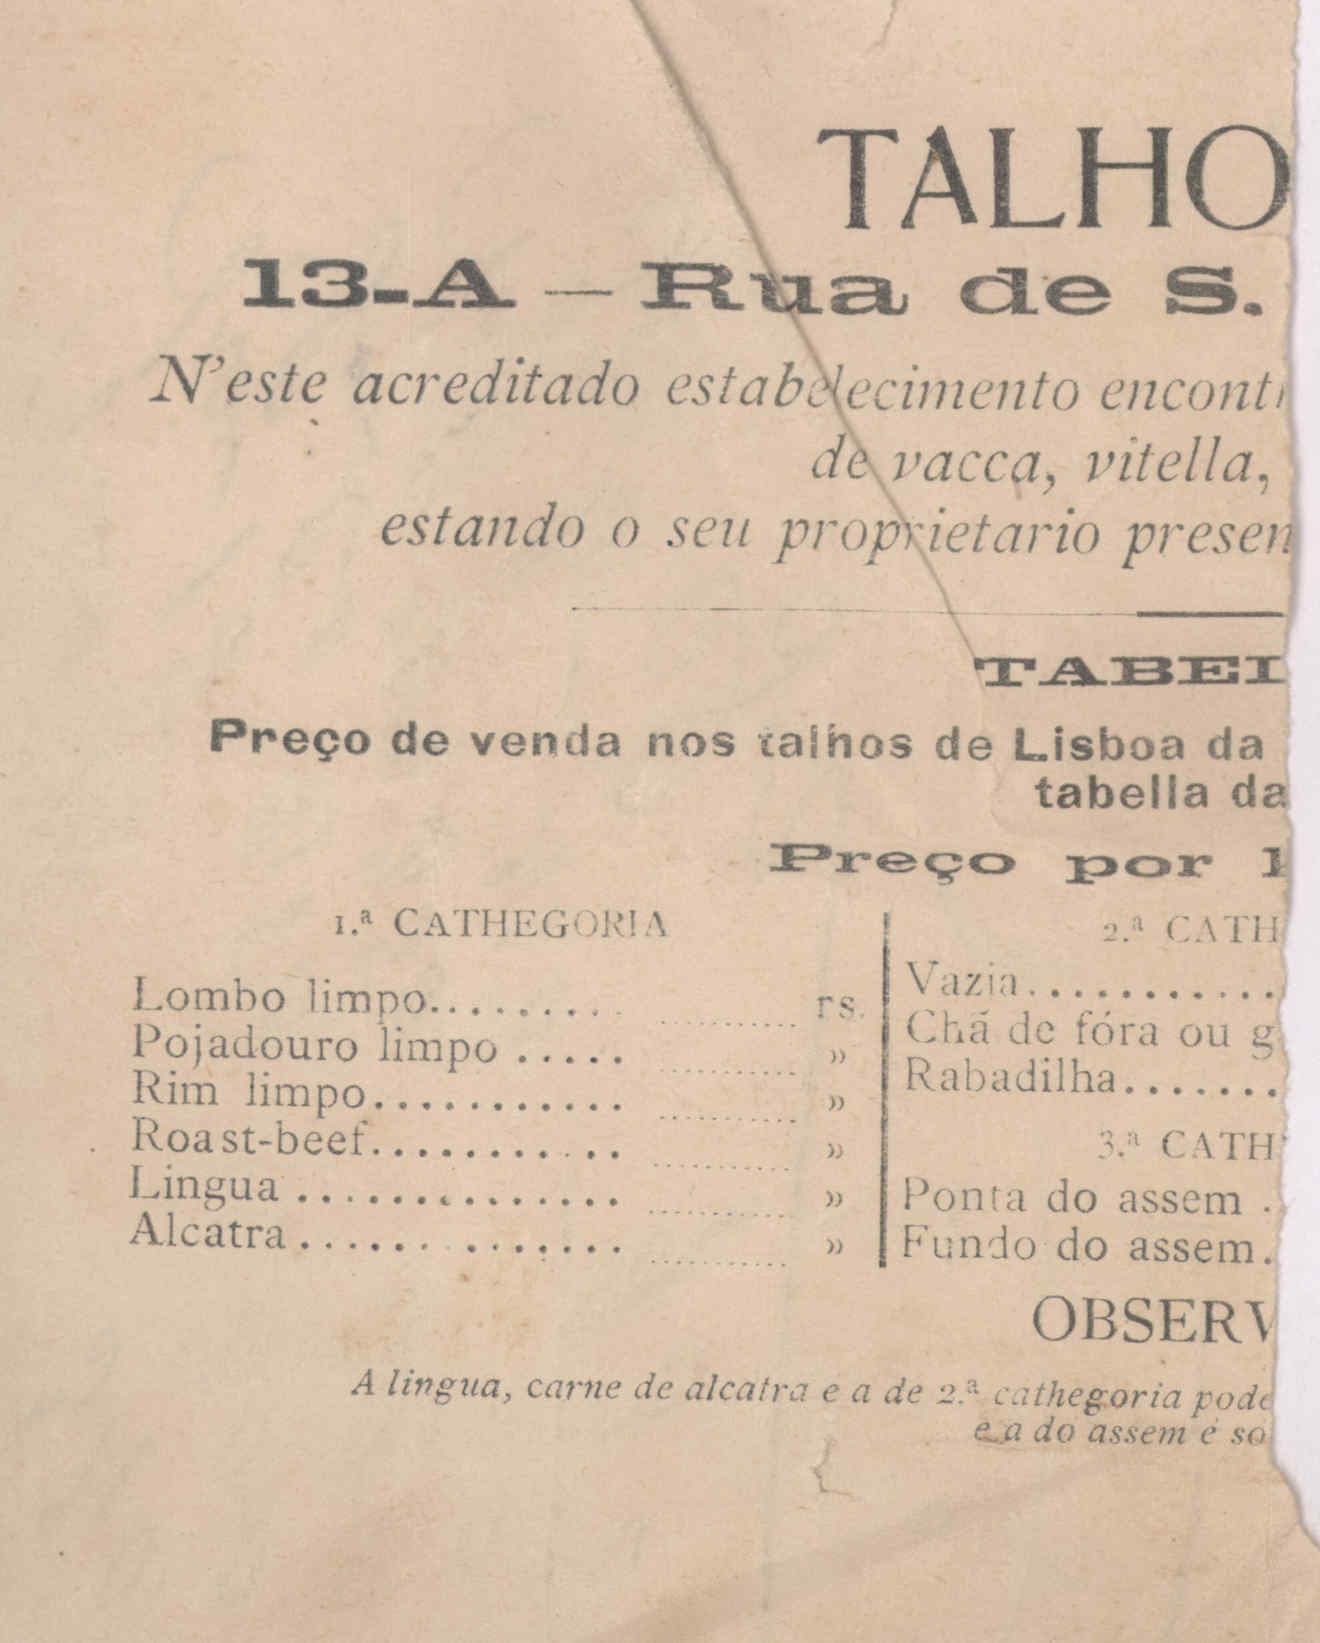 TALHO
13-A — Rua de S.
N'este acreditado estabelecimento encontr
de vacca, vitella,
estando o seu proprietario presen
TABEL
Preço de venda nos talhos de Lisboa da
tabella da
Preço por
1.ª CATHEGORIA
Lombo limpo.......... .......... rs.
Pojadouro limpo ..... .......... »
Rim limpo........... .......... »
Roast-beef........... .......... »
Lingua .............. .......... »
Alcatra .............. .......... »
2.ª CATH
Vazia...........
Chã de fóra ou g
Rabadilha.......
3.ª CATH
Ponta do assem .
Fundo do assem.
OBSERV
A lingua, carne de alcatra e a de 2.ª cathegoria pode
e a do assem é so